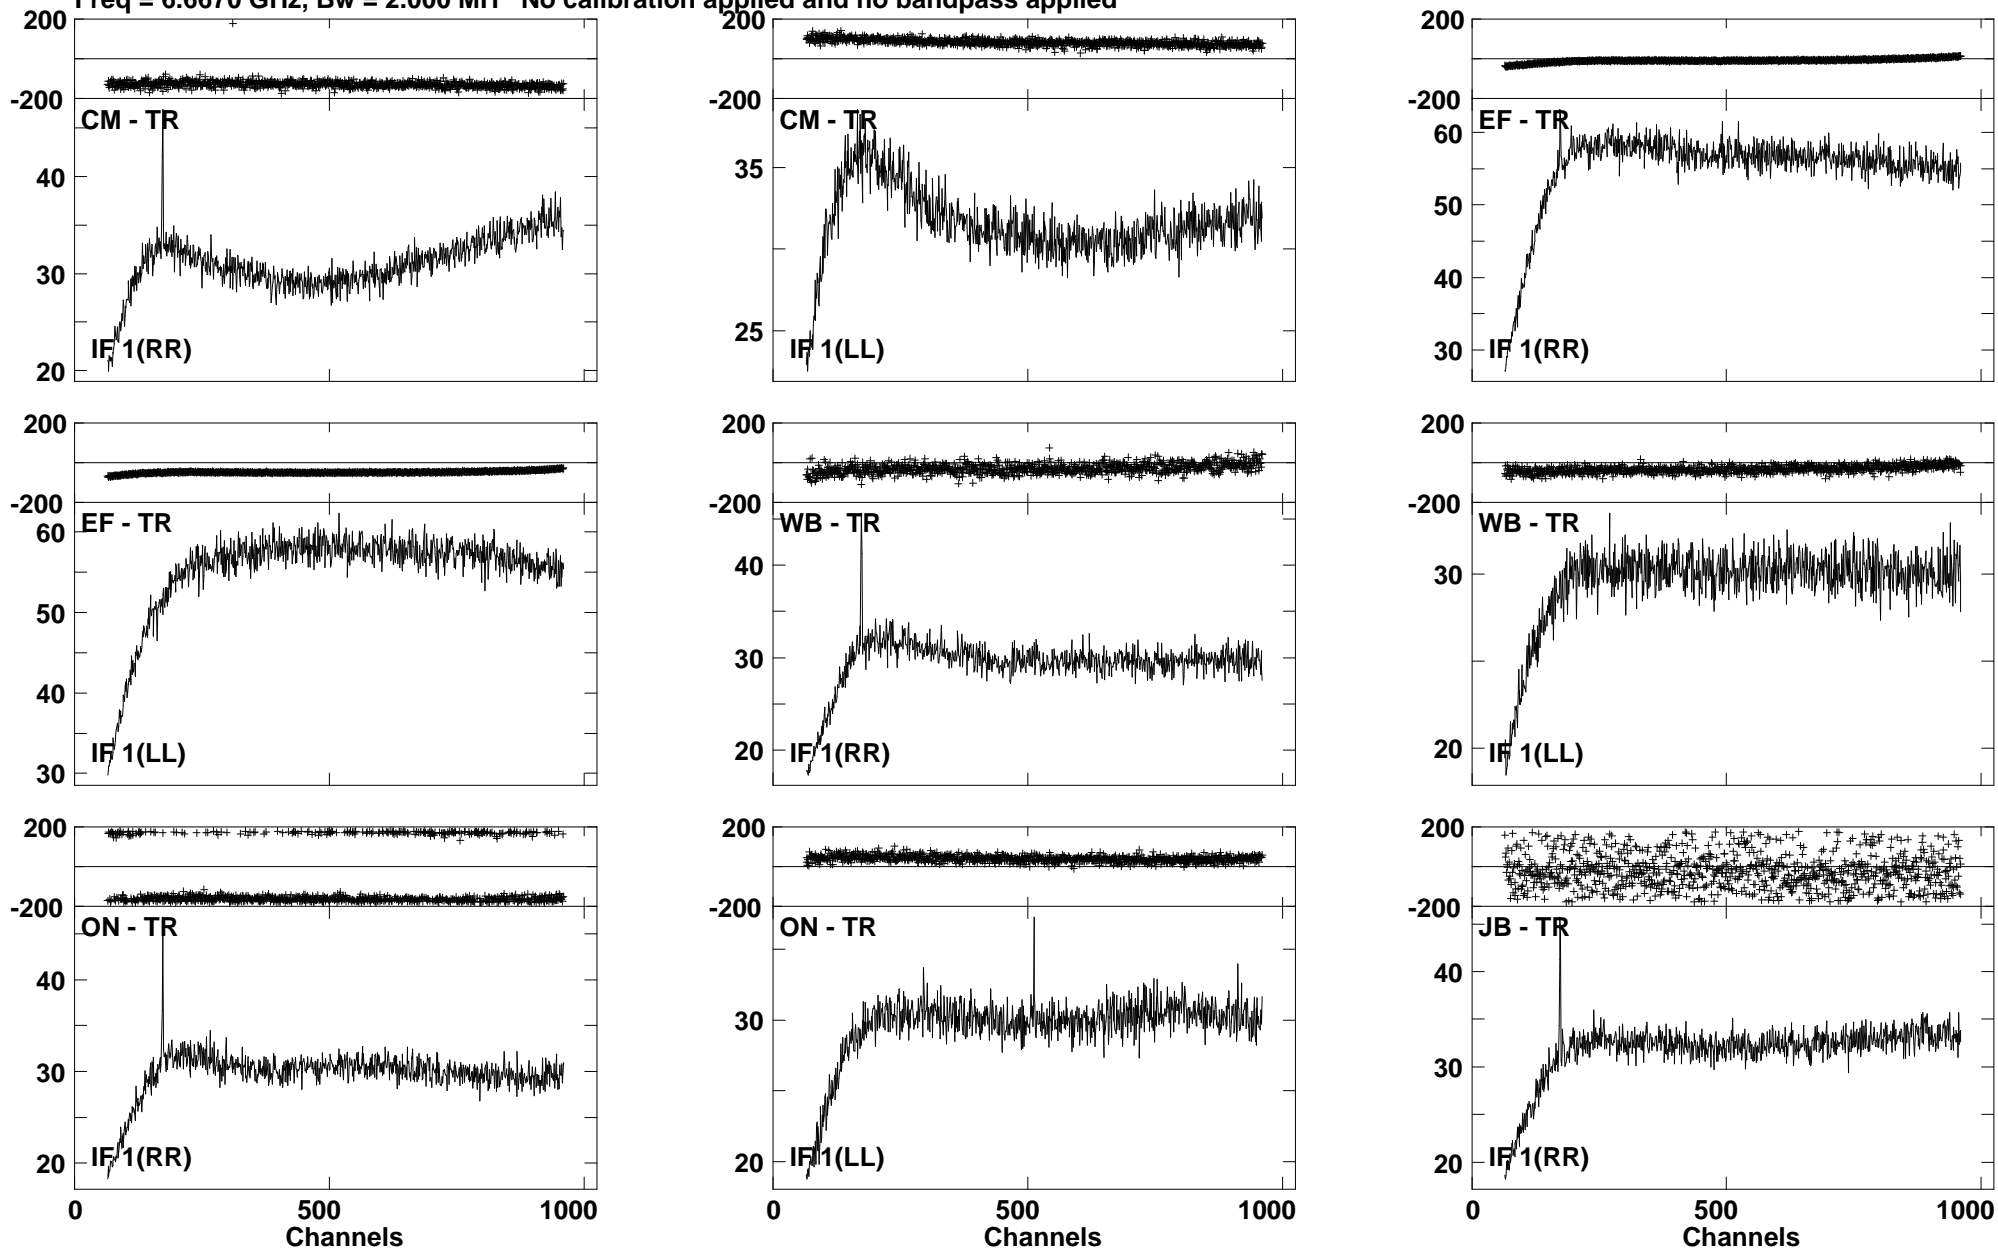 Freq = 6.6670 GHz, Bw = 2.000 MH No calibration applied and no bandpass applied
200
-200
CM - TR
40
30
20
IF 1(RR)
200
-200
CM - TR
35
25
IF 1(LL)
200
-200
EF - TR
60
50
40
30
IF 1(RR)
200
-200
EF - TR
60
50
40
30
IF 1(LL)
200
-200
WB - TR
40
30
20
IF 1(RR)
200
-200
WB - TR
30
20
IF 1(LL)
200
-200
ON - TR
40
30
20
IF 1(RR)
0 500 1000
Channels
200
-200
ON - TR
30
20
IF 1(LL)
0 500 1000
Channels
200
-200
JB - TR
40
30
20
IF 1(RR)
0 500 1000
Channels